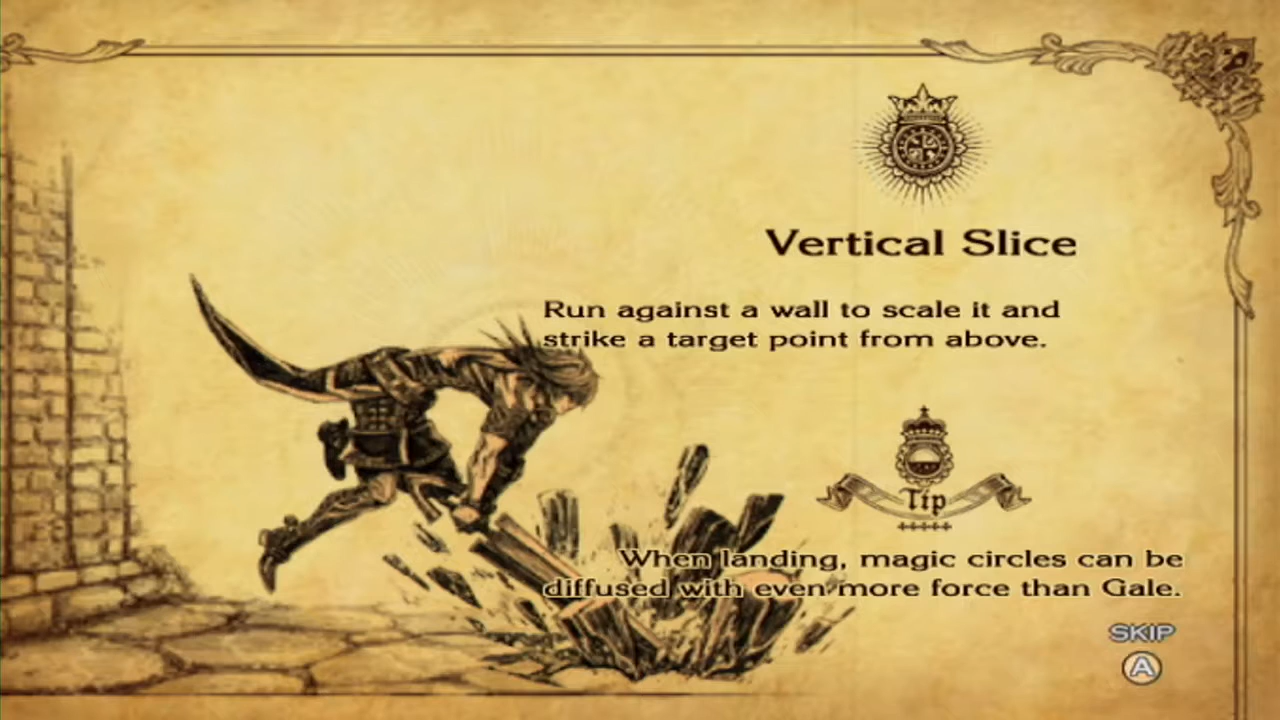 Vertical Slice
Run against a wall to scale it and
strike a target point from above.
Tip
When landing, magic circles can be
diffused with even more force than Gale.
SKIP
A